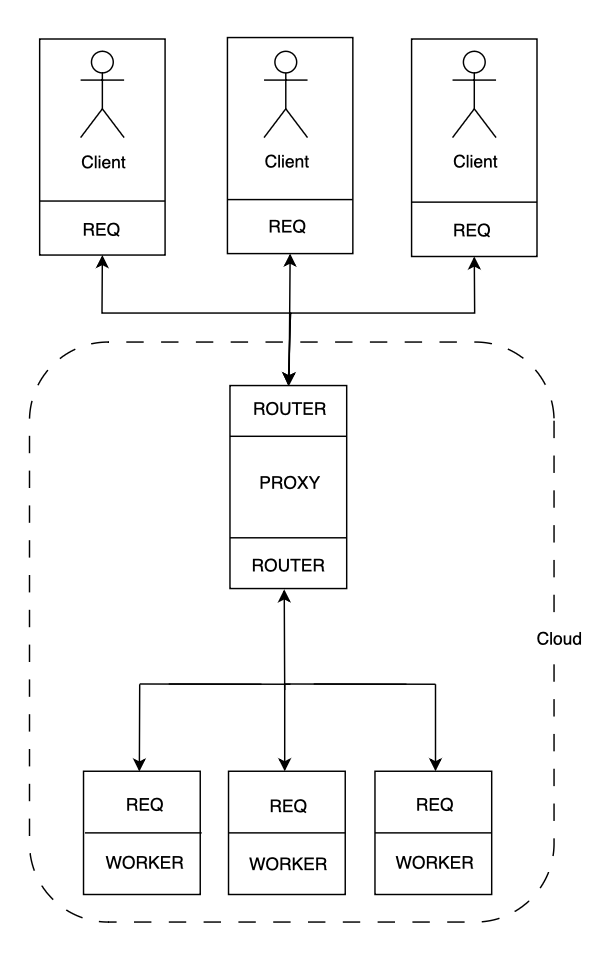 Client
Client
Client
REQ
REQ
REQ
ROUTER
PROXY
ROUTER
Cloud
REQ
REQ
REQ
WORKER
WORKER
WORKER